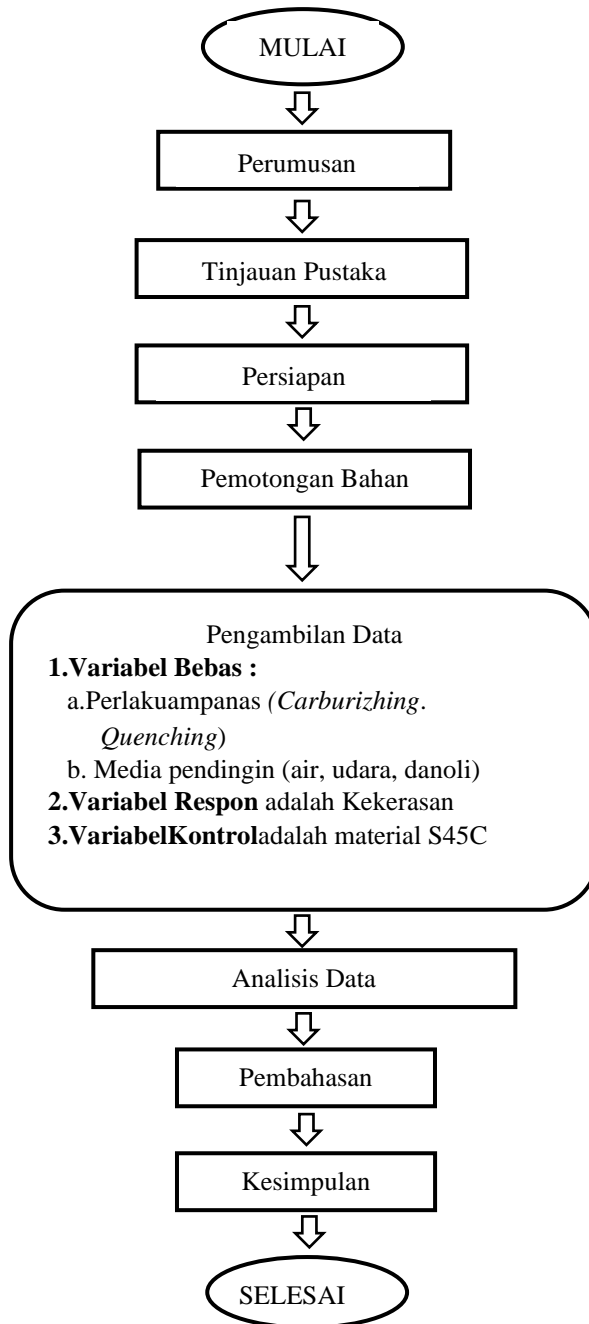 MULAI
Perumusan
Tinjauan Pustaka
Persiapan
Pemotongan Bahan
Pengambilan Data
1.Variabel Bebas :
a.Perlakuampanas (Carburizhing.
Quenching)
b. Media pendingin (air, udara, danoli)
2.Variabel Respon adalah Kekerasan
3.VariabelKontroladalah material S45C
Analisis Data
Pembahasan
Kesimpulan
SELESAI